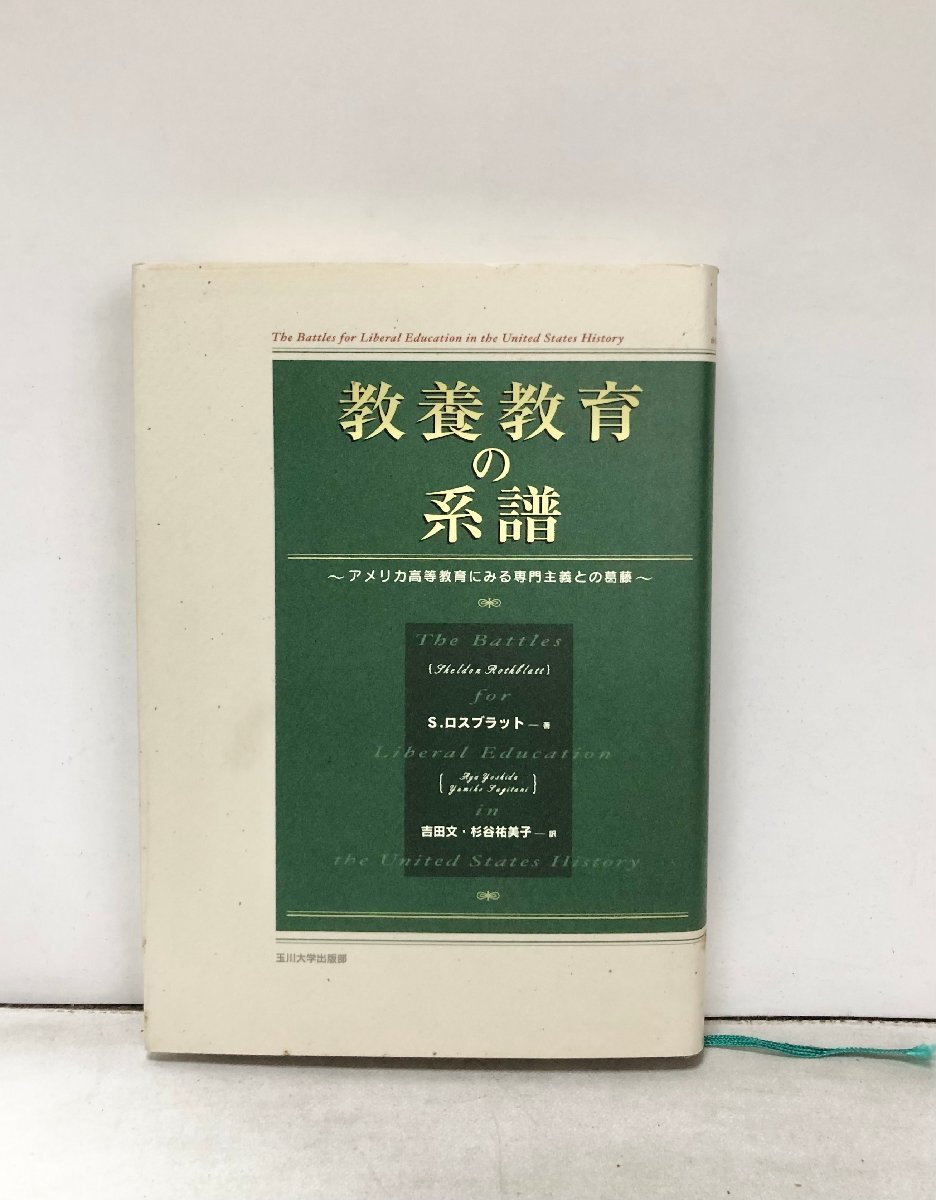 The Battles for Liberal Education in the United States History
教養教育
の
系譜
～アメリカ高等教育にみる専門主義との葛藤～
The Battles
{Sheldon Rothblatt}
for
S.ロスブラット―著
Liberal Education
{Aya Yoshida
Yumiko Sugitani}
in
吉田文・杉谷祐美子―訳
the United States History
玉川大学出版部